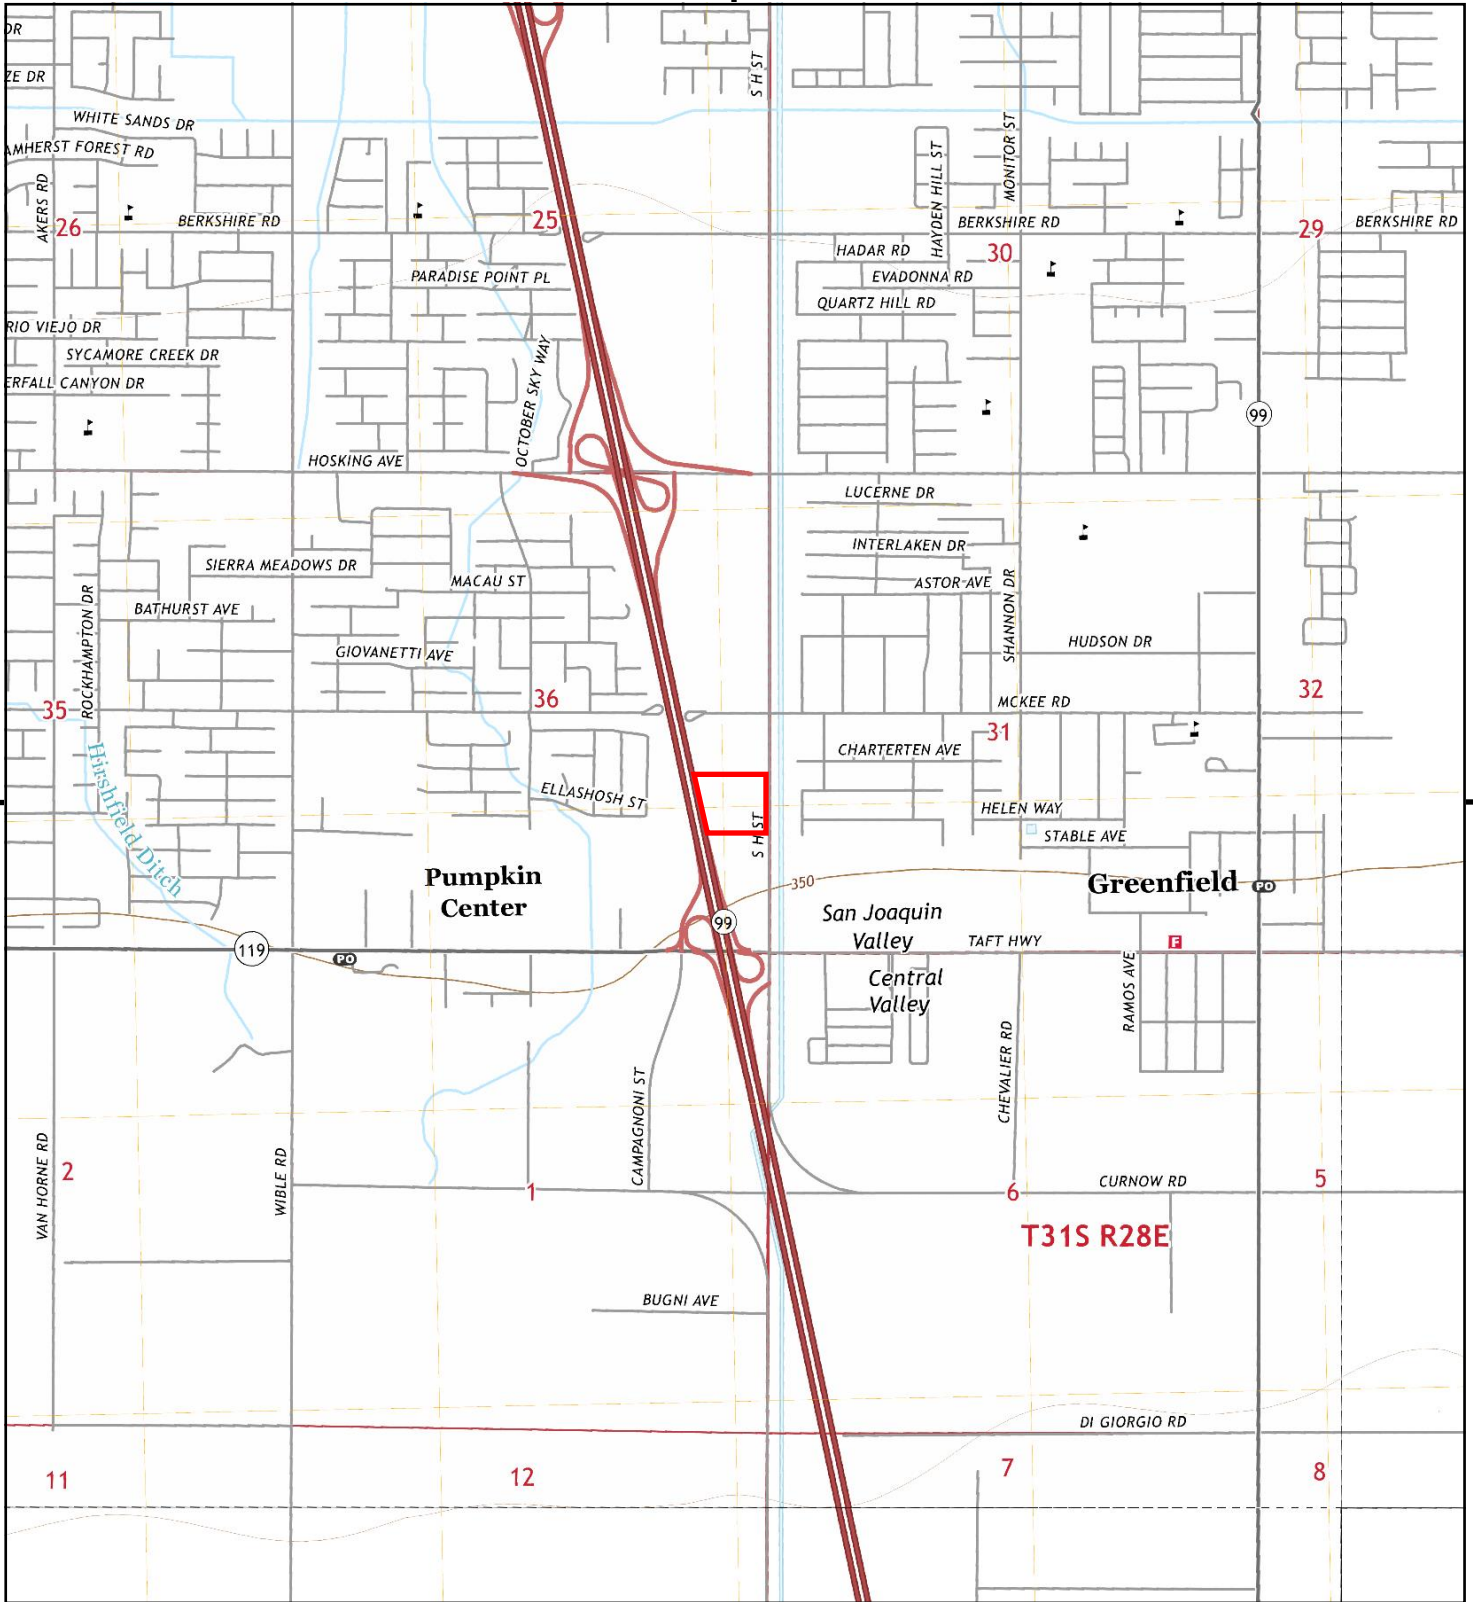 DR
ZE DR
S H ST
WHITE SANDS DR
AMHERST FOREST RD
MONITOR ST
HAYDEN HILL ST
AKERS RD
26
BERKSHIRE RD
25
BERKSHIRE RD
29
BERKSHIRE RD
HADAR RD
30
PARADISE POINT PL
EVADONNA RD
QUARTZ HILL RD
RIO VIEJO DR
SYCAMORE CREEK DR
ERFALL CANYON DR
OCTOBER SKY WAY
99
HOSKING AVE
LUCERNE DR
INTERLAKEN DR
SIERRA MEADOWS DR
MACAU ST
ASTOR AVE
BATHURST AVE
ROCKHAMPTON DR
SHANNON DR
HUDSON DR
GIOVANETTI AVE
36
32
35
MCKEE RD
31
CHARTERTEN AVE
Hirshfield Ditch
ELLASHOSH ST
S H ST
HELEN WAY
STABLE AVE
Pumpkin
Center
350
Greenfield
PO
99
San Joaquin
Valley
119
PO
TAFT HWY
F
Central
Valley
RAMOS AVE
CHEVALIER RD
CAMPAGNONI ST
VAN HORNE RD
2
WIBLE RD
1
6
CURNOW RD
5
T31S R28E
BUGNI AVE
DI GIORGIO RD
11
12
7
8